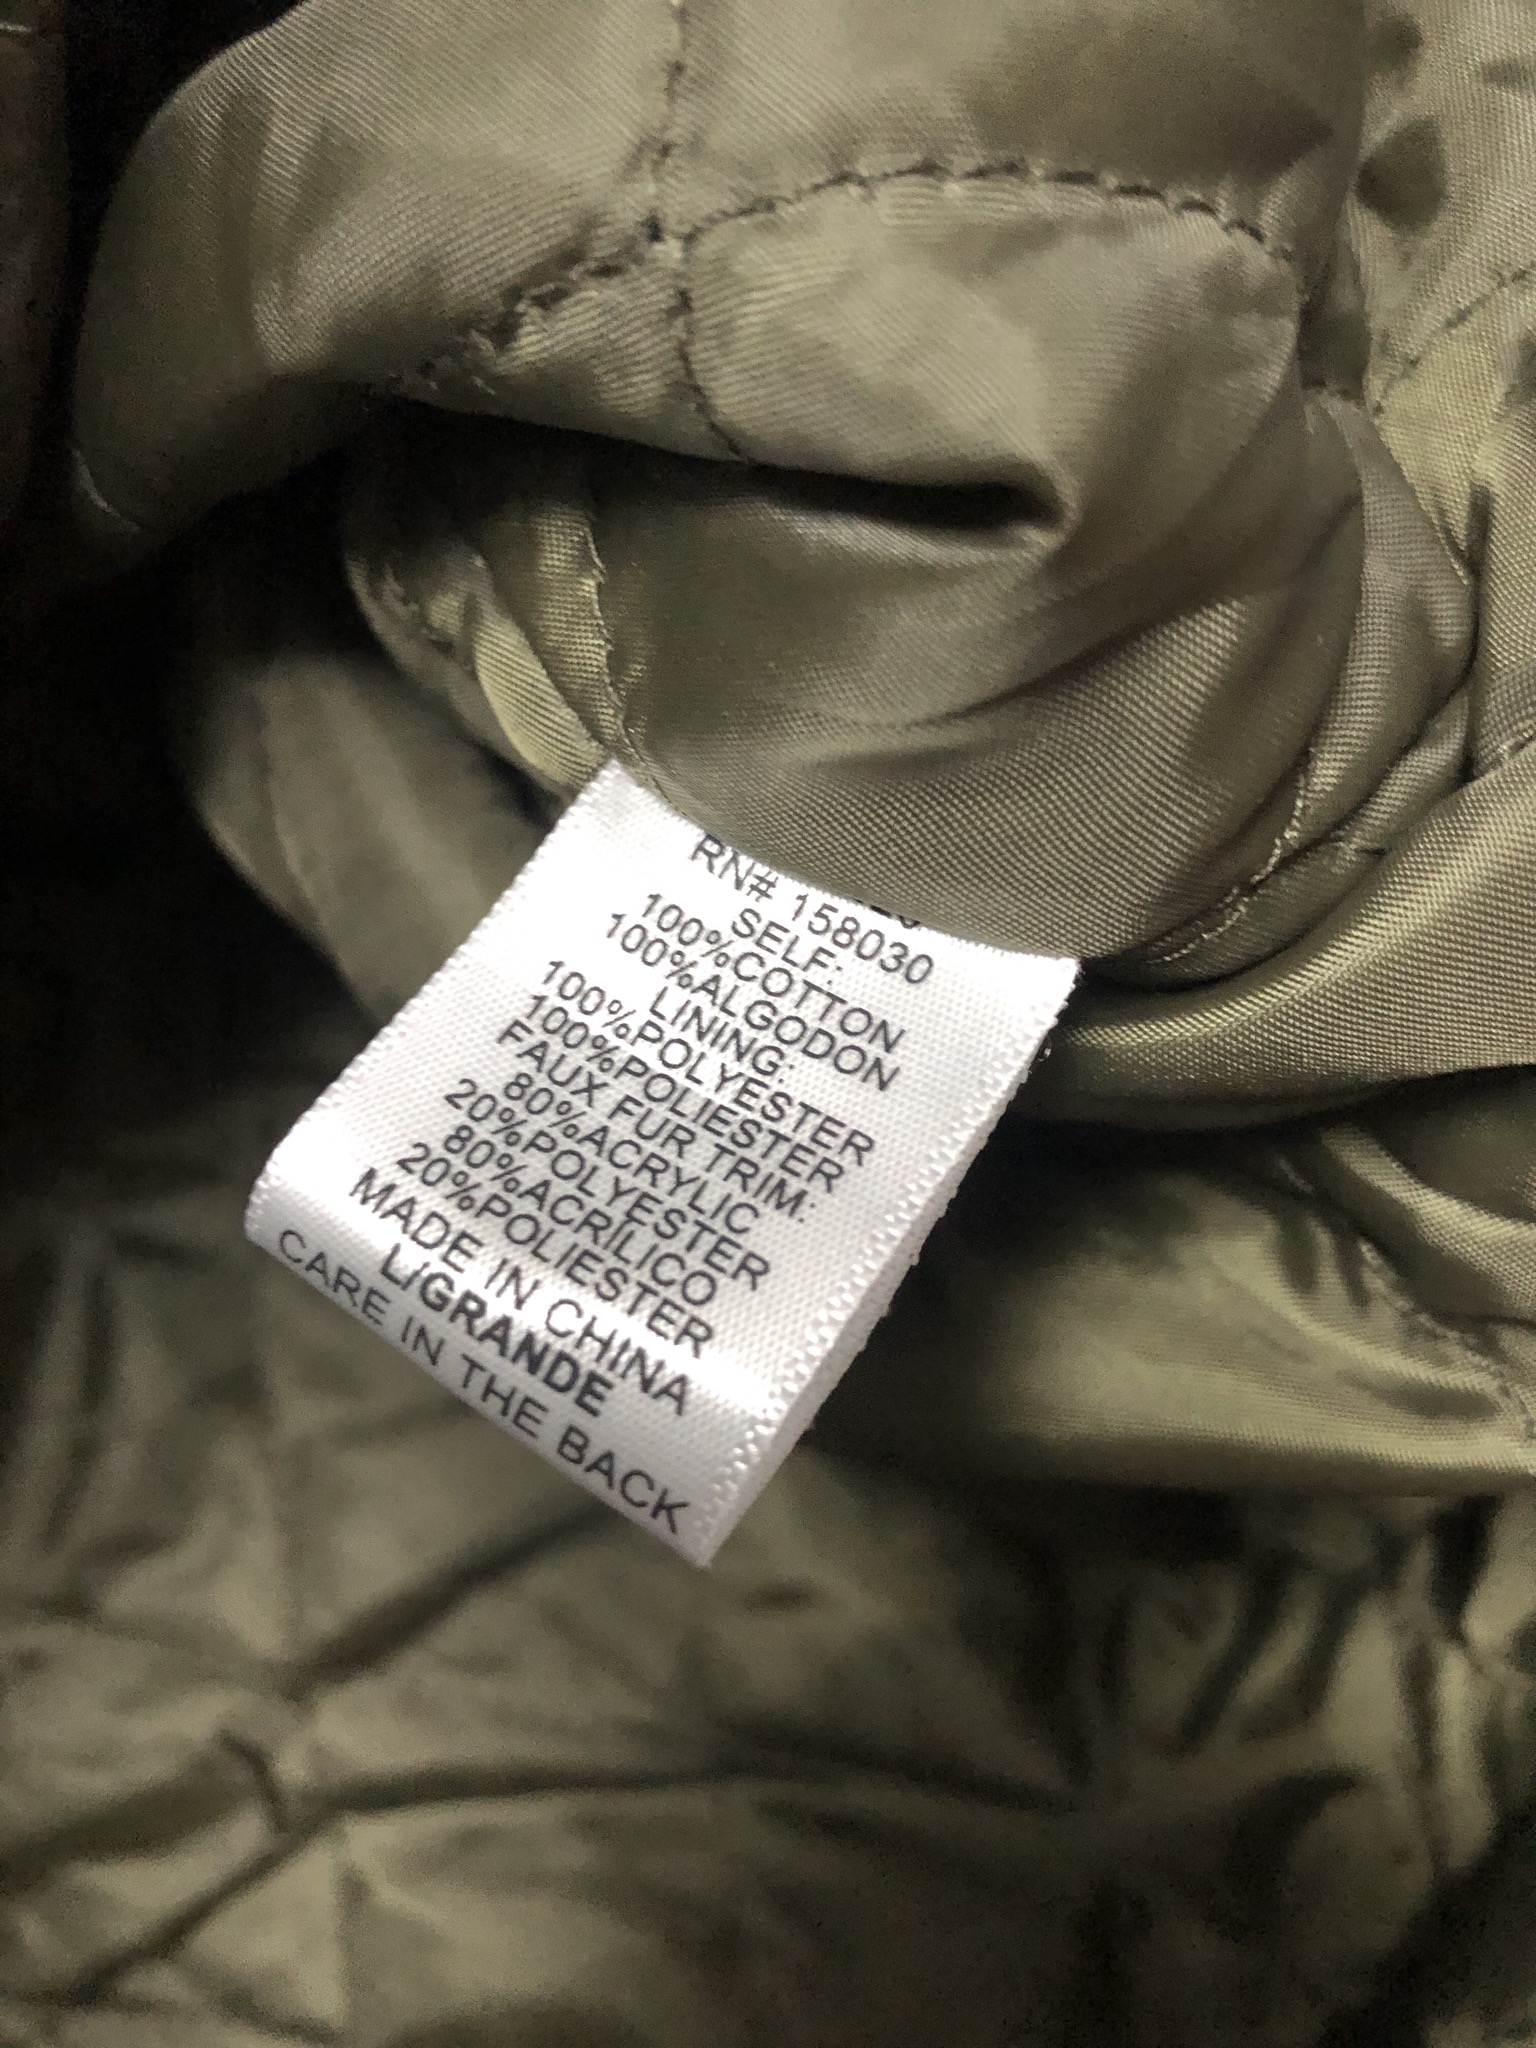 RN# 158030
SELF:
100%COTTON
100%ALGODON
LINING:
100%POLYESTER
100%POLIESTER
FAUX FUR TRIM:
80%ACRYLIC
20%POLYESTER
80%ACRILICO
20%POLIESTER
MADE IN CHINA
L/GRANDE
CARE IN THE BACK